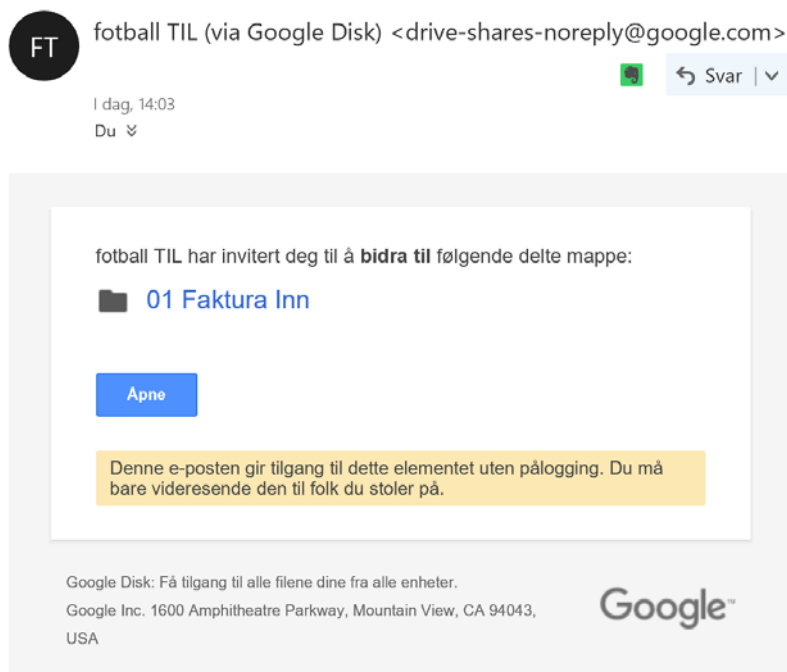 FT
fotball TIL (via Google Disk) <drive-shares-noreply@google.com>
Svar
I dag, 14:03
Du
fotball TIL har invitert deg til å bidra til følgende delte mappe:
01 Faktura Inn
Åpne
Denne e-posten gir tilgang til dette elementet uten pålogging. Du må
bare videresende den til folk du stoler på.
Google Disk: Få tilgang til alle filene dine fra alle enheter.
Google Inc. 1600 Amphitheatre Parkway, Mountain View, CA 94043,
USA
Google™